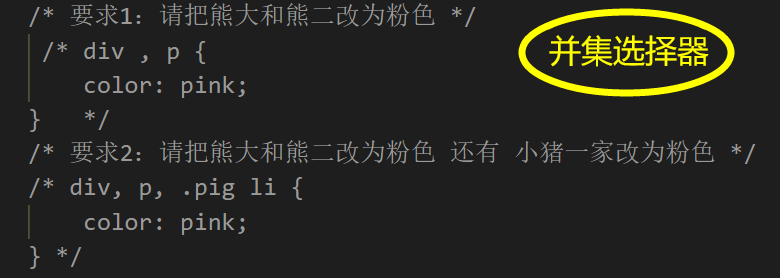 /* 要求1：请把熊大和熊二改为粉色 */
/* div , p {
并集选择器
color: pink;
}   */
/* 要求2：请把熊大和熊二改为粉色 还有 小猪一家改为粉色 */
/* div, p, .pig li {
color: pink;
} */